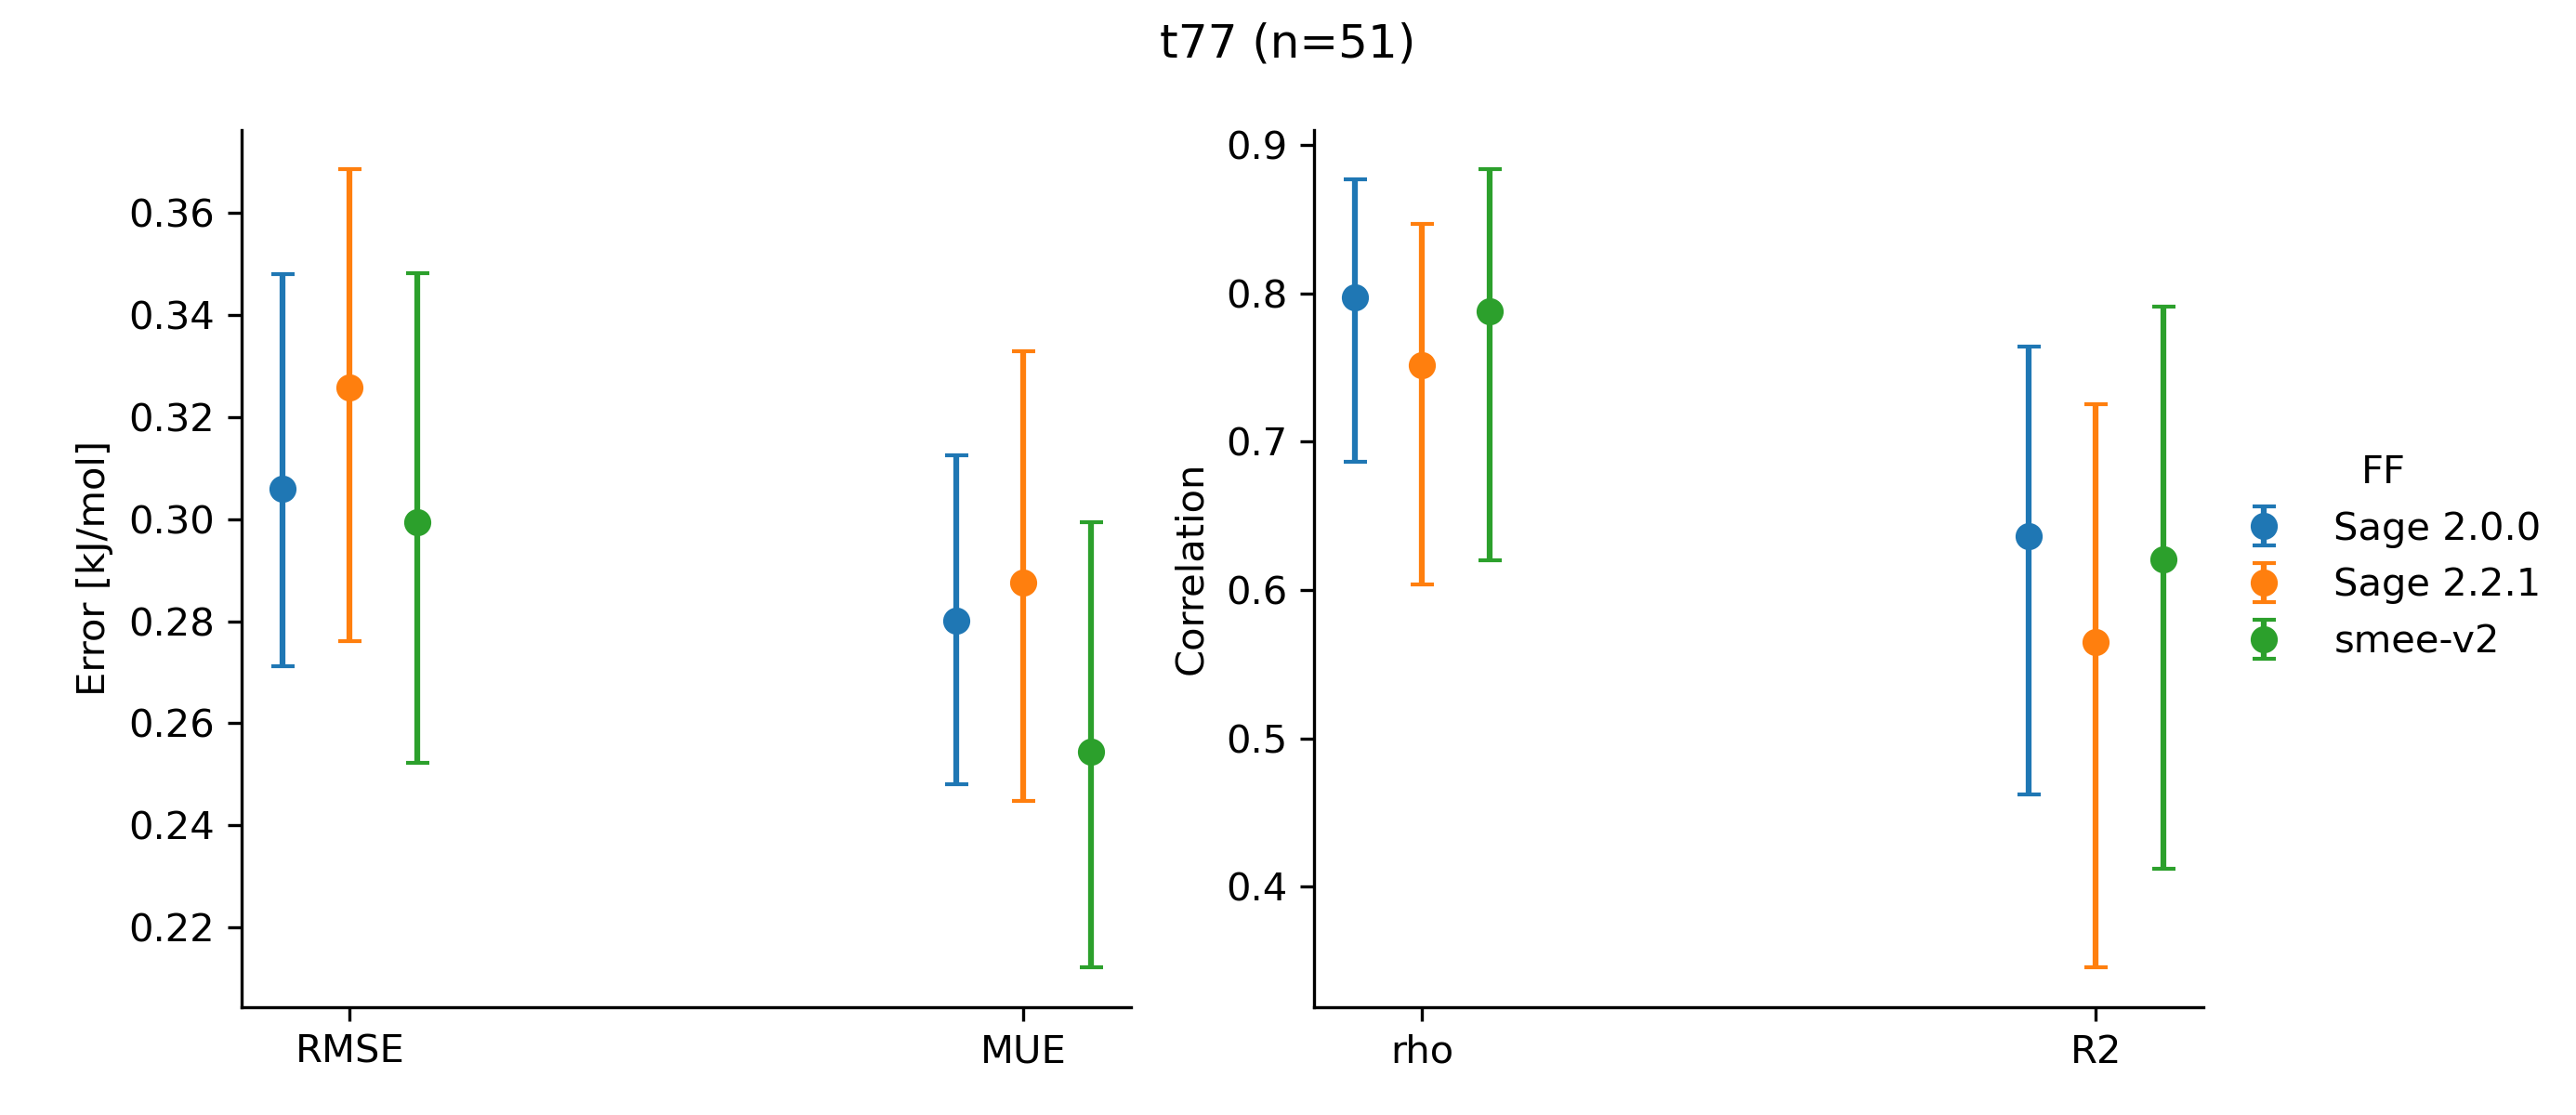 t77 (n=51)
Error [kJ/mol]
0.36
0.34
0.32
0.30
0.28
0.26
0.24
0.22
RMSE
MUE
Correlation
0.9
0.8
0.7
0.6
0.5
0.4
rho
R2
FF
Sage 2.0.0
Sage 2.2.1
smee-v2